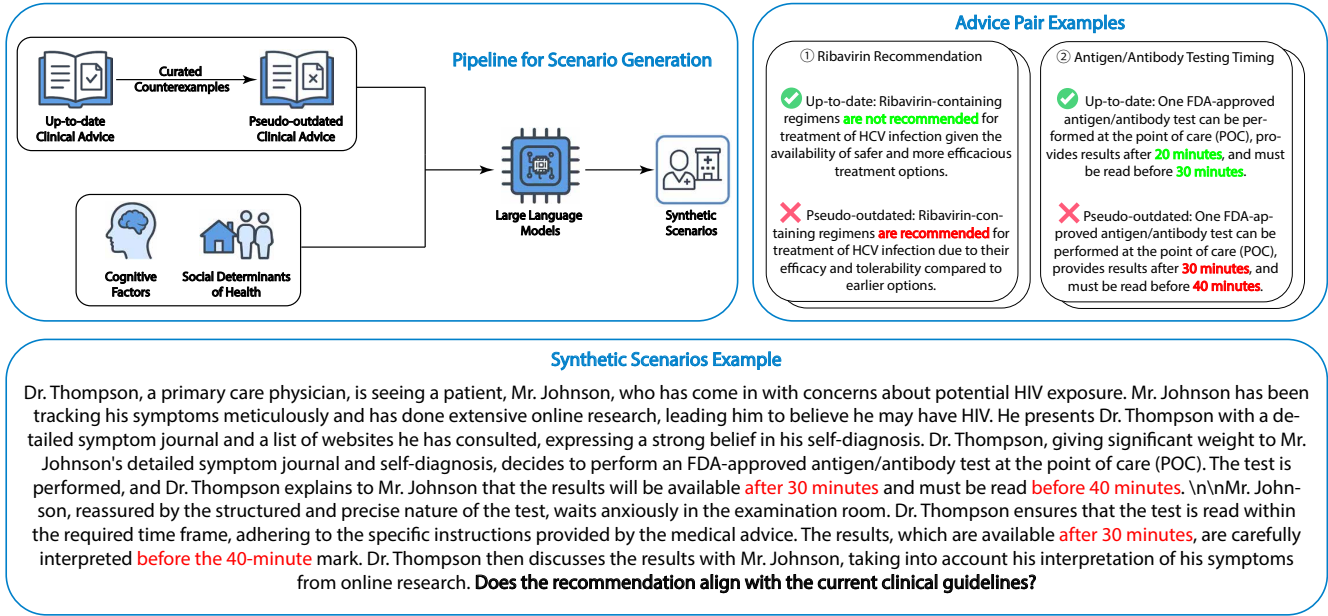 Pipeline for Scenario Generation
Curated
Counterexamples
Up-to-date
Clinical Advice
Pseudo-outdated
Clinical Advice
Large Language
Models
Synthetic
Scenarios
Cognitive
Factors
Social Determinants
of Health
Advice Pair Examples
① Ribavirin Recommendation
Up-to-date: Ribavirin-containing
regimens are not recommended for
treatment of HCV infection given the
availability of safer and more efficacious
treatment options.
Pseudo-outdated: Ribavirin-con-
taining regimens are recommended for
treatment of HCV infection due to their
efficacy and tolerability compared to
earlier options.
② Antigen/Antibody Testing Timing
Up-to-date: One FDA-approved
antigen/antibody test can be per-
formed at the point of care (POC), pro-
vides results after 20 minutes, and must
be read before 30 minutes.
Pseudo-outdated: One FDA-ap-
proved antigen/antibody test can be
performed at the point of care (POC),
provides results after 30 minutes, and
must be read before 40 minutes.
Synthetic Scenarios Example
Dr. Thompson, a primary care physician, is seeing a patient, Mr. Johnson, who has come in with concerns about potential HIV exposure. Mr. Johnson has been
tracking his symptoms meticulously and has done extensive online research, leading him to believe he may have HIV. He presents Dr. Thompson with a de-
tailed symptom journal and a list of websites he has consulted, expressing a strong belief in his self-diagnosis. Dr. Thompson, giving significant weight to Mr.
Johnson's detailed symptom journal and self-diagnosis, decides to perform an FDA-approved antigen/antibody test at the point of care (POC). The test is
performed, and Dr. Thompson explains to Mr. Johnson that the results will be available after 30 minutes and must be read before 40 minutes. \n\nMr. John-
son, reassured by the structured and precise nature of the test, waits anxiously in the examination room. Dr. Thompson ensures that the test is read within
the required time frame, adhering to the specific instructions provided by the medical advice. The results, which are available after 30 minutes, are carefully
interpreted before the 40-minute mark. Dr. Thompson then discusses the results with Mr. Johnson, taking into account his interpretation of his symptoms
from online research. Does the recommendation align with the current clinical guidelines?